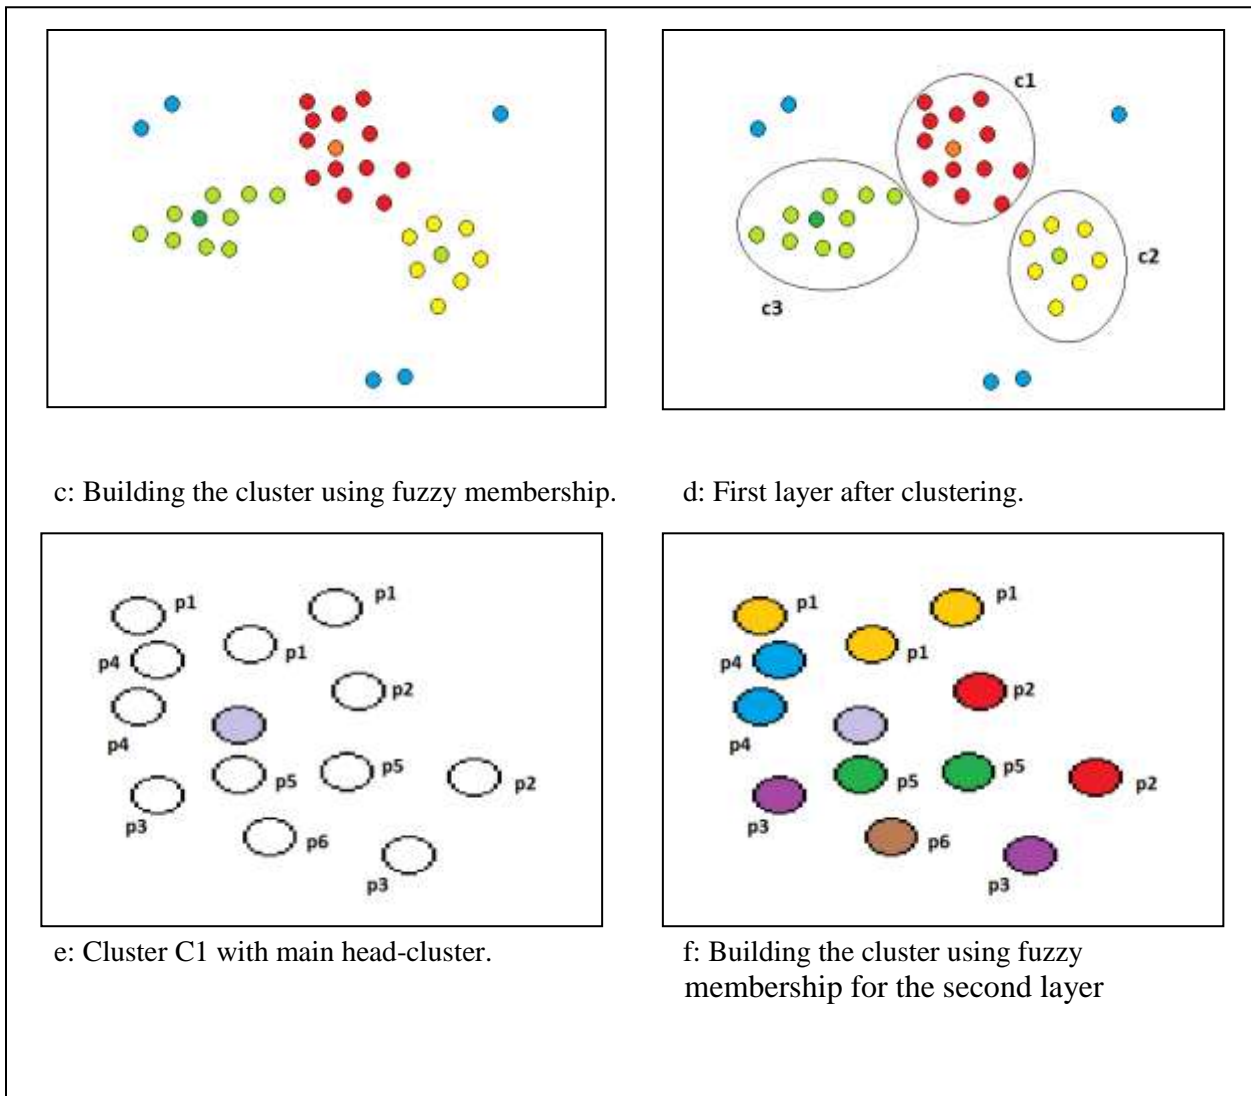 c1
c2
c3
c: Building the cluster using fuzzy membership.
d: First layer after clustering.
p1
p1
p4
p1
p2
p4
p5
p5
p2
p3
p6
p3
p1
p1
p4
p1
p2
p4
p5
p5
p2
p3
p6
p3
e: Cluster C1 with main head-cluster.
f: Building the cluster using fuzzy
membership for the second layer